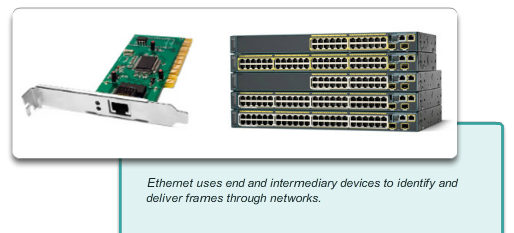 Ethernet uses end and intermediary devices to identify and
deliver frames through networks.